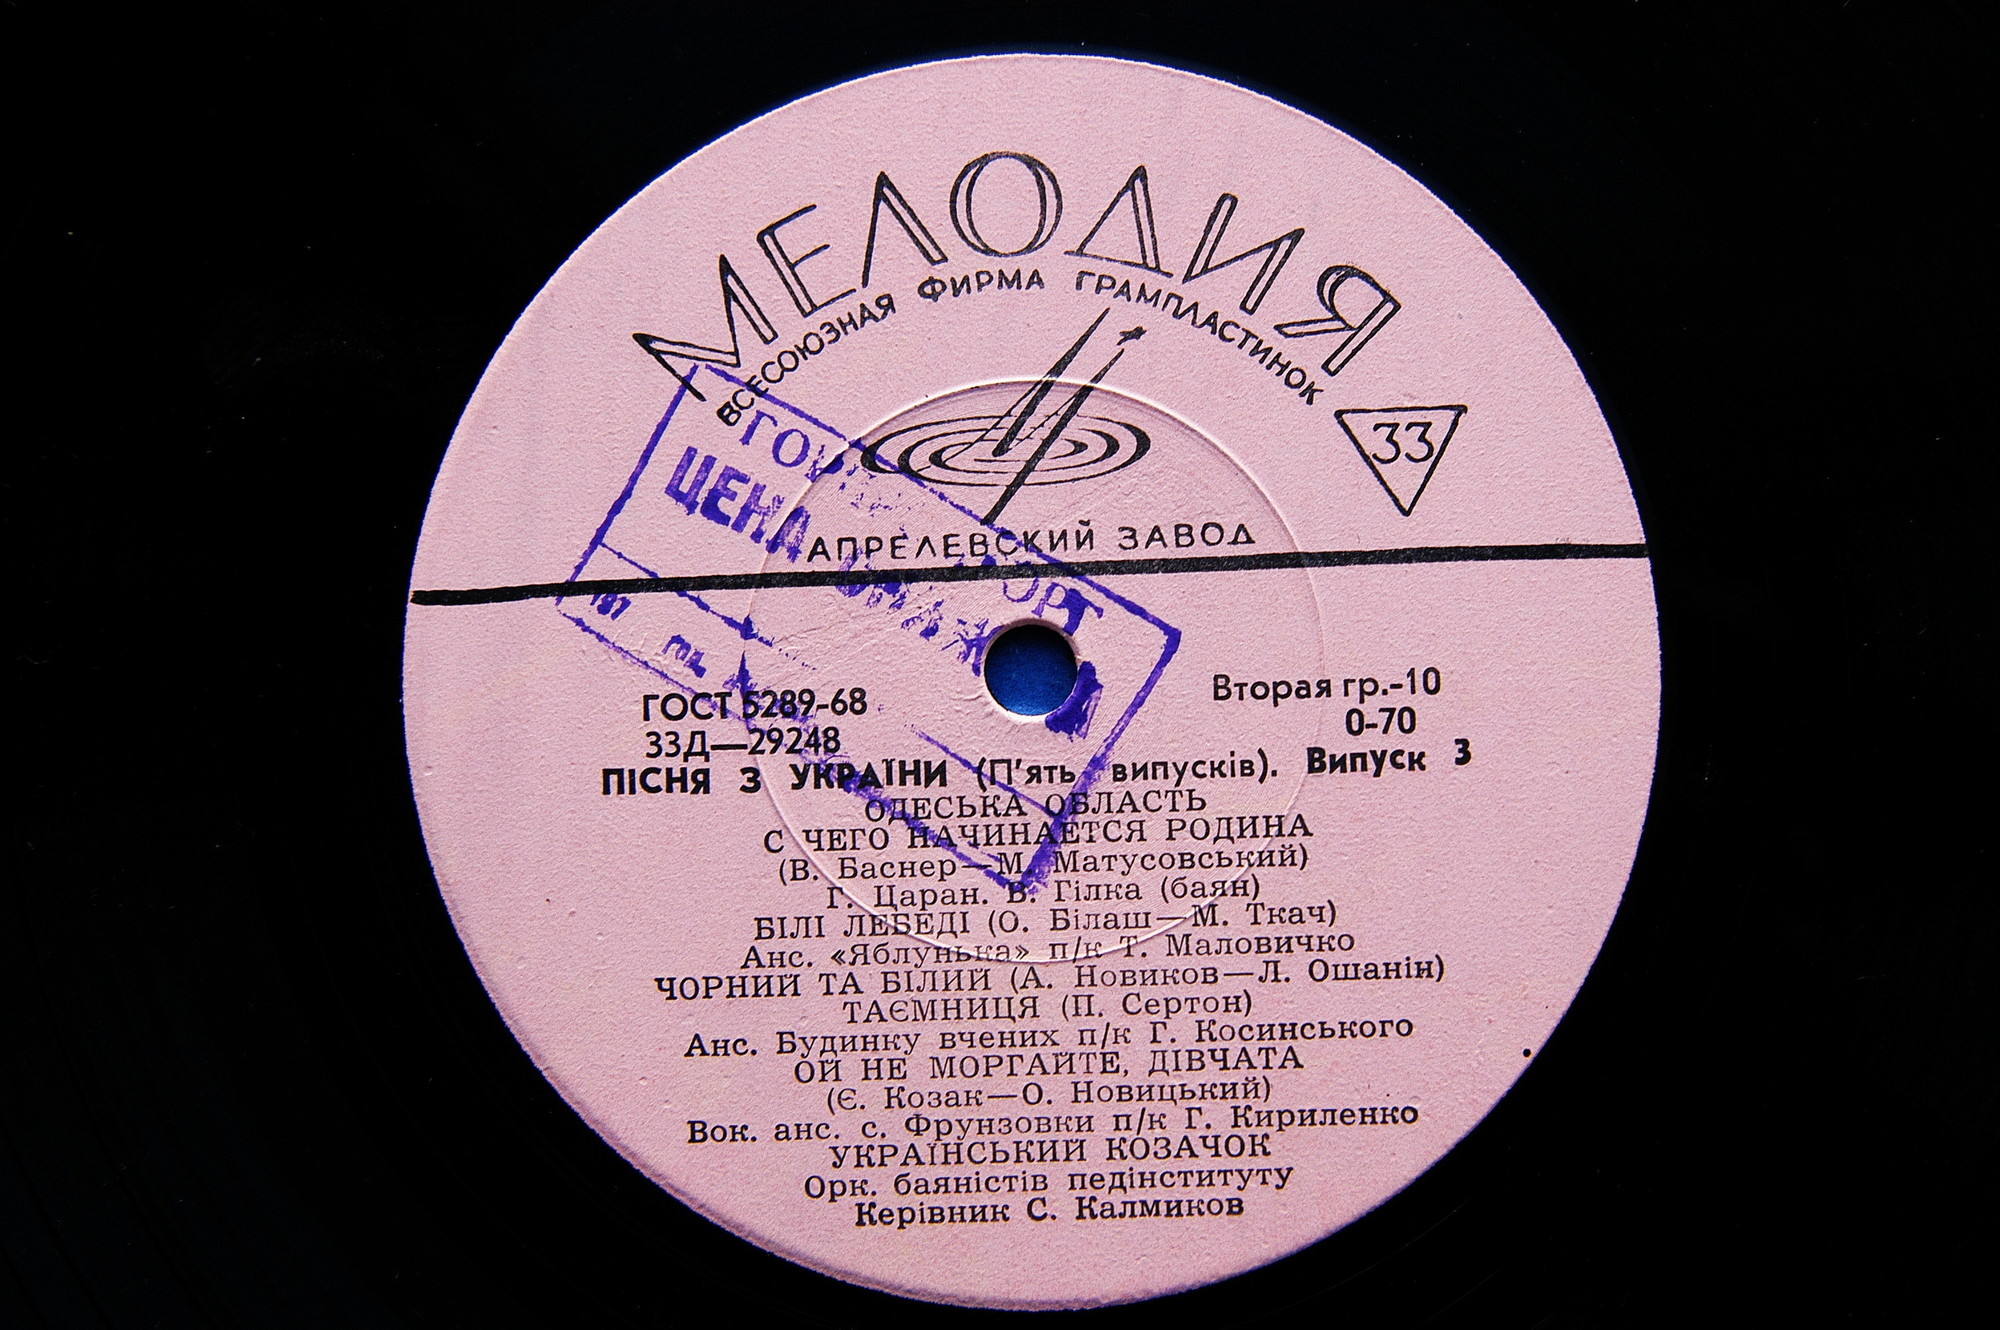 МЕЛОДИЯ
ВСЕСОЮЗНАЯ ФИРМА ГРАМПЛАСТИНОК
33
АПРЕЛЕВСКИЙ ЗАВОД
ЦЕНА
ГОСТ 5289-68
Вторая гр.-10
33Д—29248
0-70
ПІСНЯ З УКРАЇНИ (П'ять випусків). Випуск 3
ОДЕСЬКА ОБЛАСТЬ
С ЧЕГО НАЧИНАЕТСЯ РОДИНА
(В. Баснер—М. Матусовський)
Г. Царан. В. Гілка (баян)
БІЛІ ЛЕБЕДІ (О. Білаш—М. Ткач)
Анс. «Яблунька» п/к Т. Маловичко
ЧОРНИЙ ТА БІЛИЙ (А. Новиков—Л. Ошанін)
ТАЄМНИЦЯ (П. Сертон)
Анс. Будинку вчених п/к Г. Косинського
ОЙ НЕ МОРГАЙТЕ, ДІВЧАТА
(Є. Козак—О. Новицький)
Вок. анс. с. Фрунзовки п/к Г. Кириленко
УКРАЇНСЬКИЙ КОЗАЧОК
Орк. баяністів педінституту
Керівник С. Калмиков